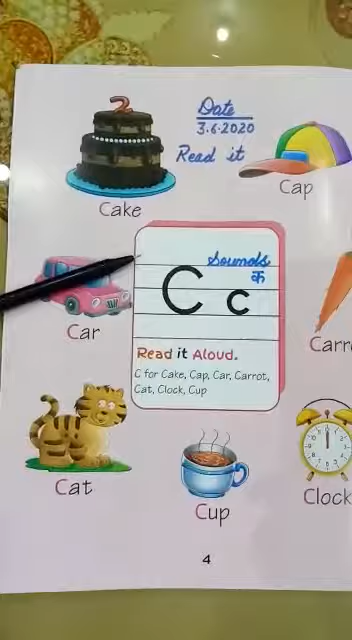 2
Date
3.6.2020
Read it
Cake
Cap
Sounds
क
C c
Car
Carr
Read it Aloud.
C for Cake, Cap, Car, Carrot,
Cat, Clock, Cup
Cat
Cup
Clock
4